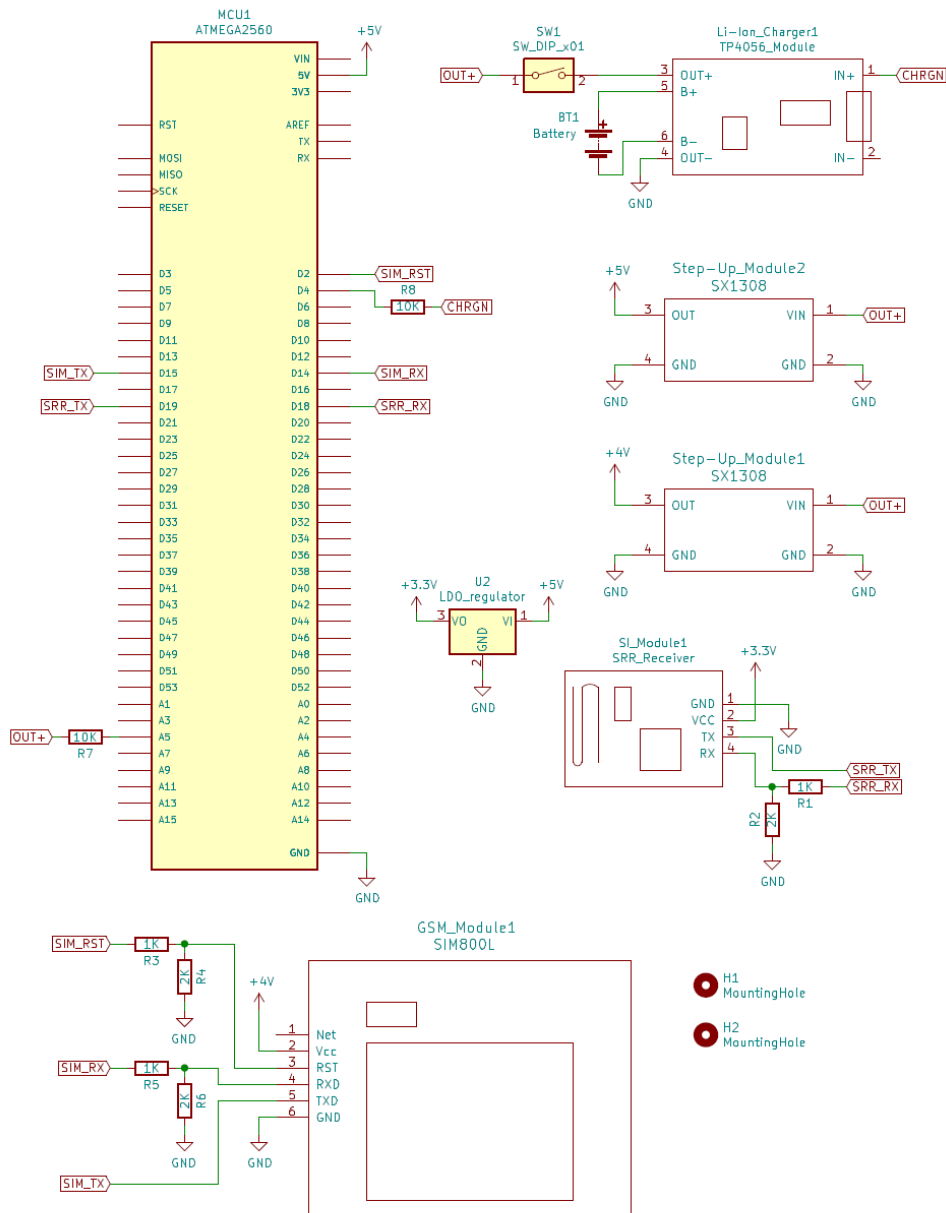 MCU1
ATMEGA2560
+5V
VIN
5V
3V3
RST
AREF
TX
RX
MOSI
MISO
SCK
RESET
D3
D2
SIM_RST
D5
D4
R8
10K
CHRGN
D7
D6
D9
D8
D11
D10
D13
D12
SIM_TX
D15
D14
SIM_RX
D17
D16
SRR_TX
D19
D18
SRR_RX
D21
D20
D23
D22
D25
D24
D27
D26
D29
D28
D31
D30
D33
D32
D35
D34
D37
D36
D39
D38
D41
D40
D43
D42
D45
D44
D47
D46
D49
D48
D51
D50
D53
D52
A1
A0
A3
A2
OUT+
10K
R7
A5
A4
A7
A6
A9
A8
A11
A10
A13
A12
A15
A14
GND
GND
SW1
SW_DIP_x01
OUT+
1
2
Li-Ion_Charger1
TP4056_Module
3
OUT+
5
B+
6
B-
4
OUT-
IN+
1
CHRGN
IN-
2
BT1
Battery
+
GND
Step-Up_Module2
SX1308
+5V
3
OUT
VIN
1
OUT+
4
GND
GND
2
GND
GND
Step-Up_Module1
SX1308
+4V
3
OUT
VIN
1
OUT+
4
GND
GND
2
GND
GND
U2
LDO_regulator
+3.3V
+5V
3
VO
VI
1
GND
2
GND
SI_Module1
SRR_Receiver
+3.3V
GND
1
VCC
2
TX
3
RX
4
GND
SRR_TX
1K
SRR_RX
R1
R2
2K
GND
GSM_Module1
SIM800L
SIM_RST
1K
R3
2K
R4
GND
+4V
1
Net
2
Vcc
3
RST
4
RXD
5
TXD
6
GND
SIM_RX
1K
R5
2K
R6
GND
GND
SIM_TX
H1
MountingHole
H2
MountingHole